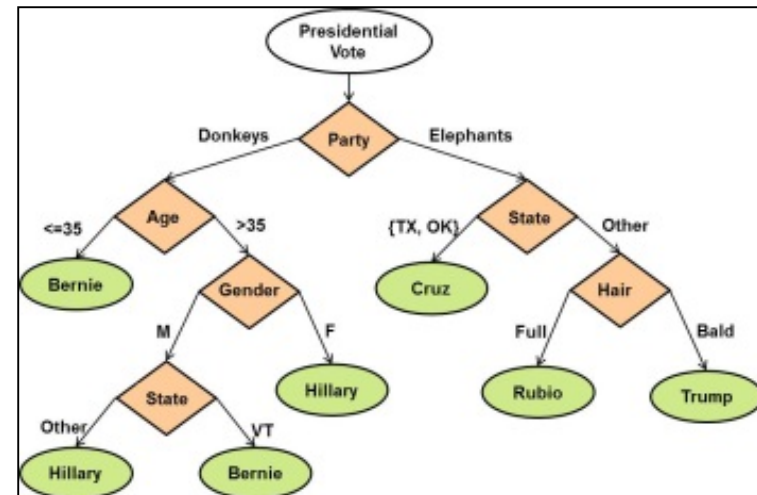 Presidential
Vote
Donkeys
Party
Elephants
<=35
Age
>35
{TX, OK}
State
Other
Bernie
Gender
Cruz
Hair
M
F
Full
Bald
State
Hillary
Rubio
Trump
Other
VT
Hillary
Bernie